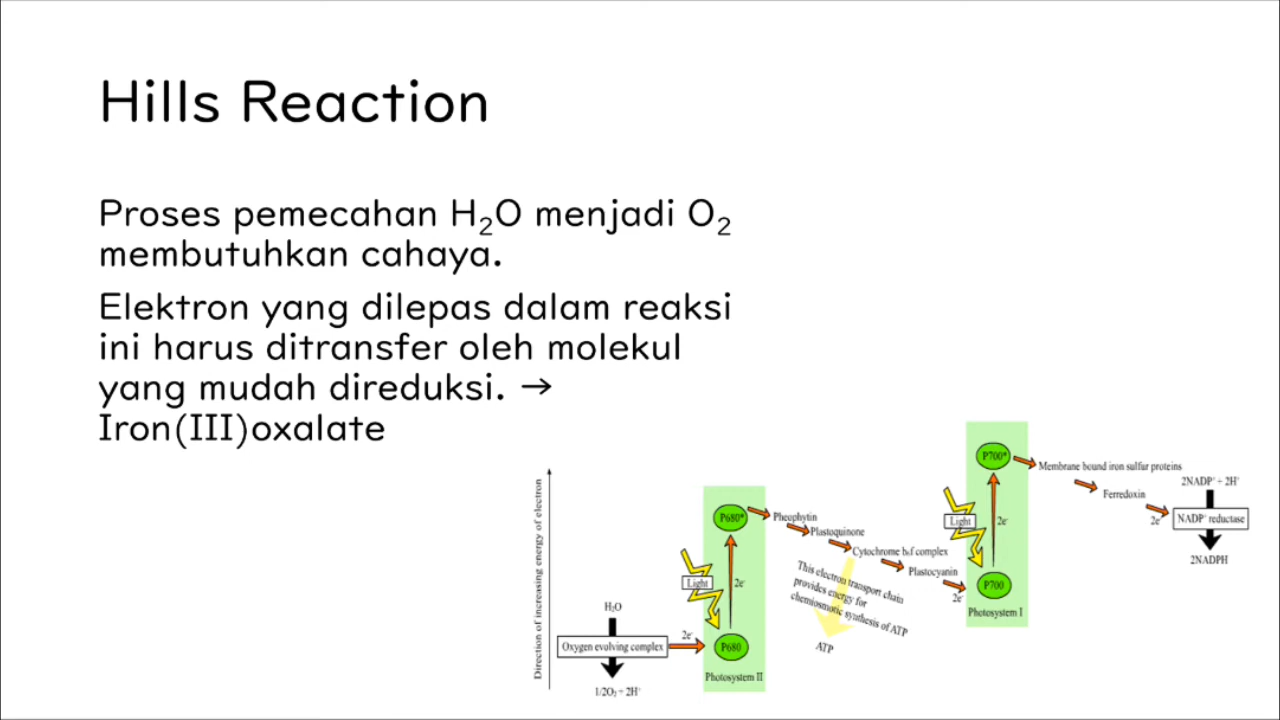 Hills Reaction
Proses pemecahan H₂O menjadi O₂
membutuhkan cahaya.
Elektron yang dilepas dalam reaksi
ini harus ditransfer oleh molekul
yang mudah direduksi. →
Iron(III)oxalate
Direction of increasing energy of electron
H₂O
Oxygen evolving complex
1/2O₂ + 2H⁺
2e⁻
Light
P680*
2e⁻
P680
Photosystem II
Pheophytin
Plastoquinone
Cytochrome b₆f complex
Plastocyanin
2e⁻
This electron transport chain
provides energy for
chemiosmotic synthesis of ATP
ATP
Light
P700*
2e⁻
P700
Photosystem I
Membrane bound iron sulfur proteins
Ferredoxin
2e⁻
2NADP⁺ + 2H⁺
NADP⁺ reductase
2NADPH